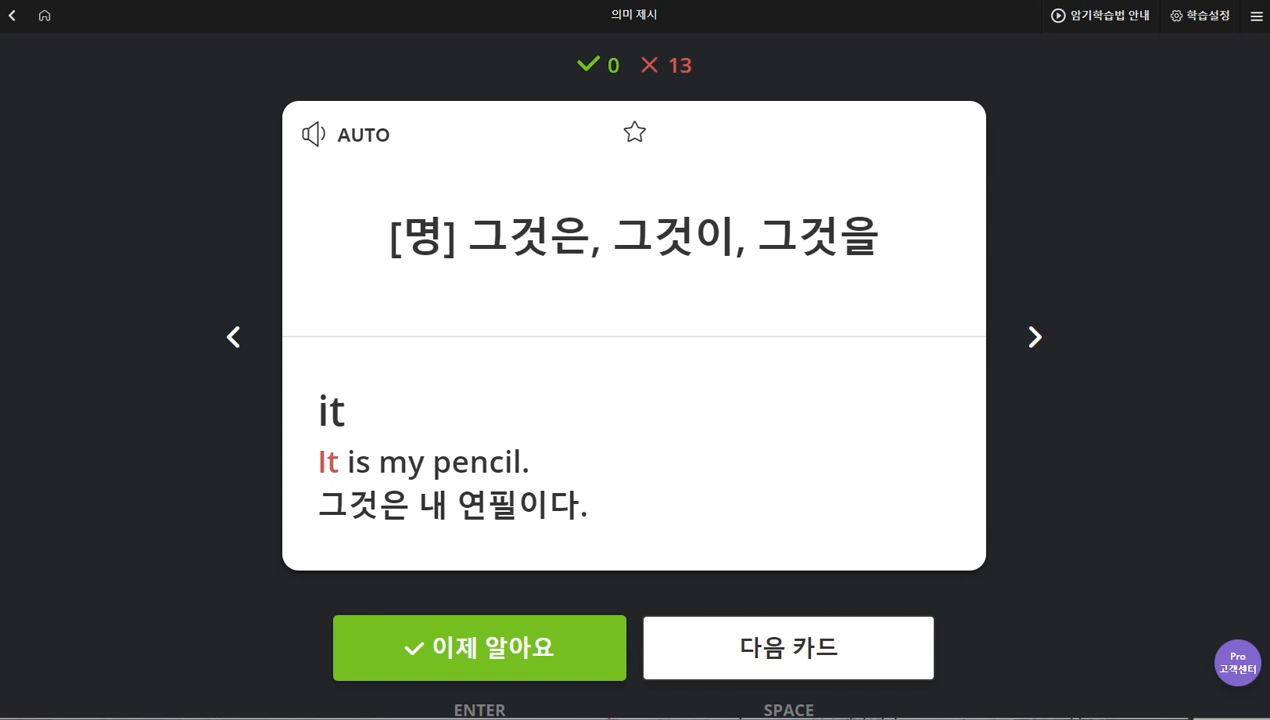 의미 제시
암기학습법 안내
학습설정
0
13
AUTO
[명] 그것은, 그것이, 그것을
it
It is my pencil.
그것은 내 연필이다.
이제 알아요
다음 카드
Pro
고객센터
ENTER
SPACE